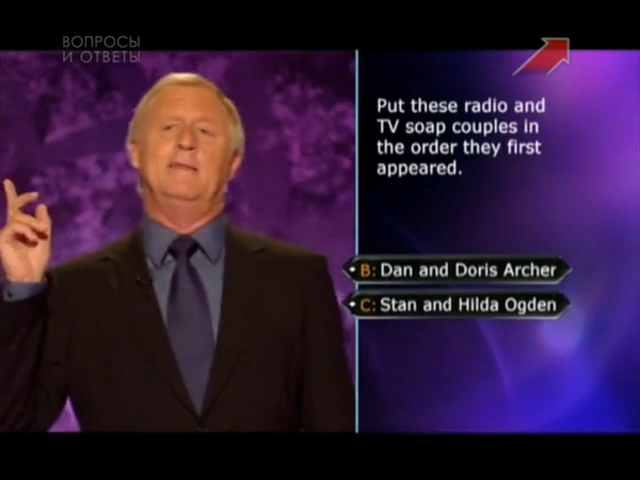 ВОПРОСЫ
И ОТВЕТЫ
Put these radio and
TV soap couples in
the order they first
appeared.
B: Dan and Doris Archer
C: Stan and Hilda Ogden